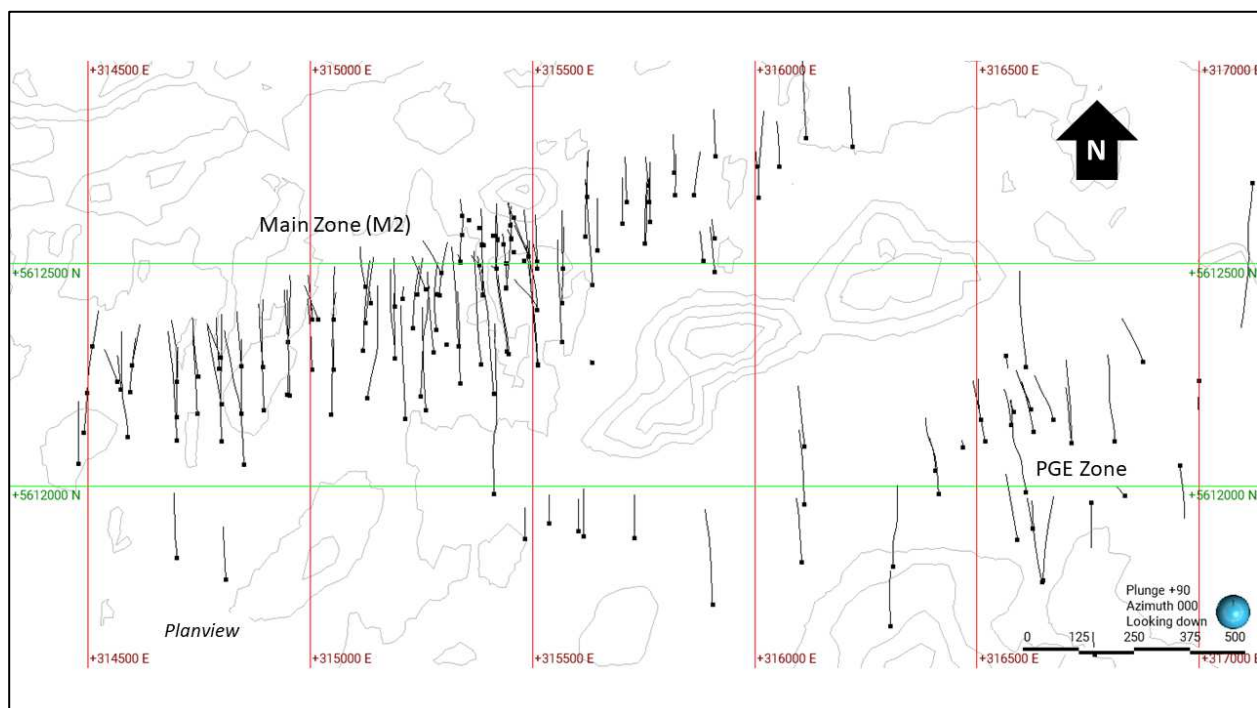 +314500 E
+315000 E
+315500 E
+316000 E
+316500 E
+317000 E
N
Main Zone (M2)
+5612500 N
+5612500 N
PGE Zone
+5612000 N
+5612000 N
Plunge +90
Azimuth 000
Looking down
Planview
0 125 250 375 500
+314500 E
+315000 E
+315500 E
+316000 E
+316500 E
+317000 E